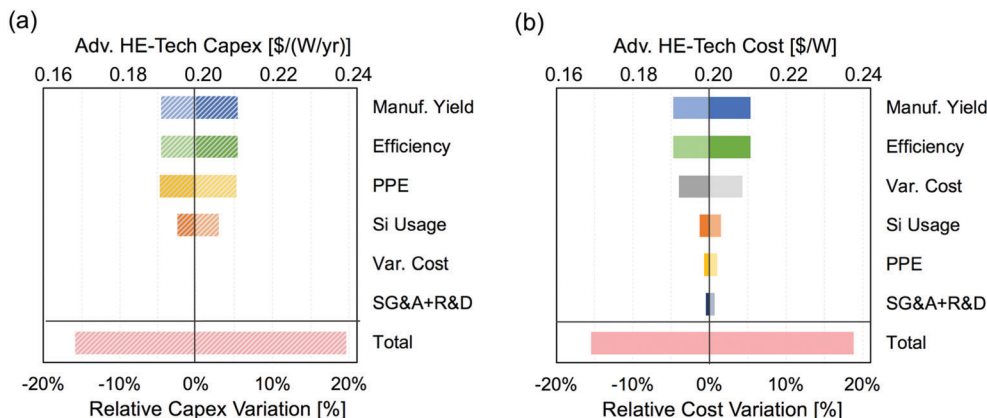 (a)
Adv. HE-Tech Capex [$/(W/yr)]
0.16 0.18 0.20 0.22 0.24
Manuf. Yield
Efficiency
PPE
Si Usage
Var. Cost
SG&A+R&D
Total
-20% -10% 0% 10% 20%
Relative Capex Variation [%]
(b)
Adv. HE-Tech Cost [$/W]
0.16 0.18 0.20 0.22 0.24
Manuf. Yield
Efficiency
Var. Cost
Si Usage
PPE
SG&A+R&D
Total
-20% -10% 0% 10% 20%
Relative Cost Variation [%]